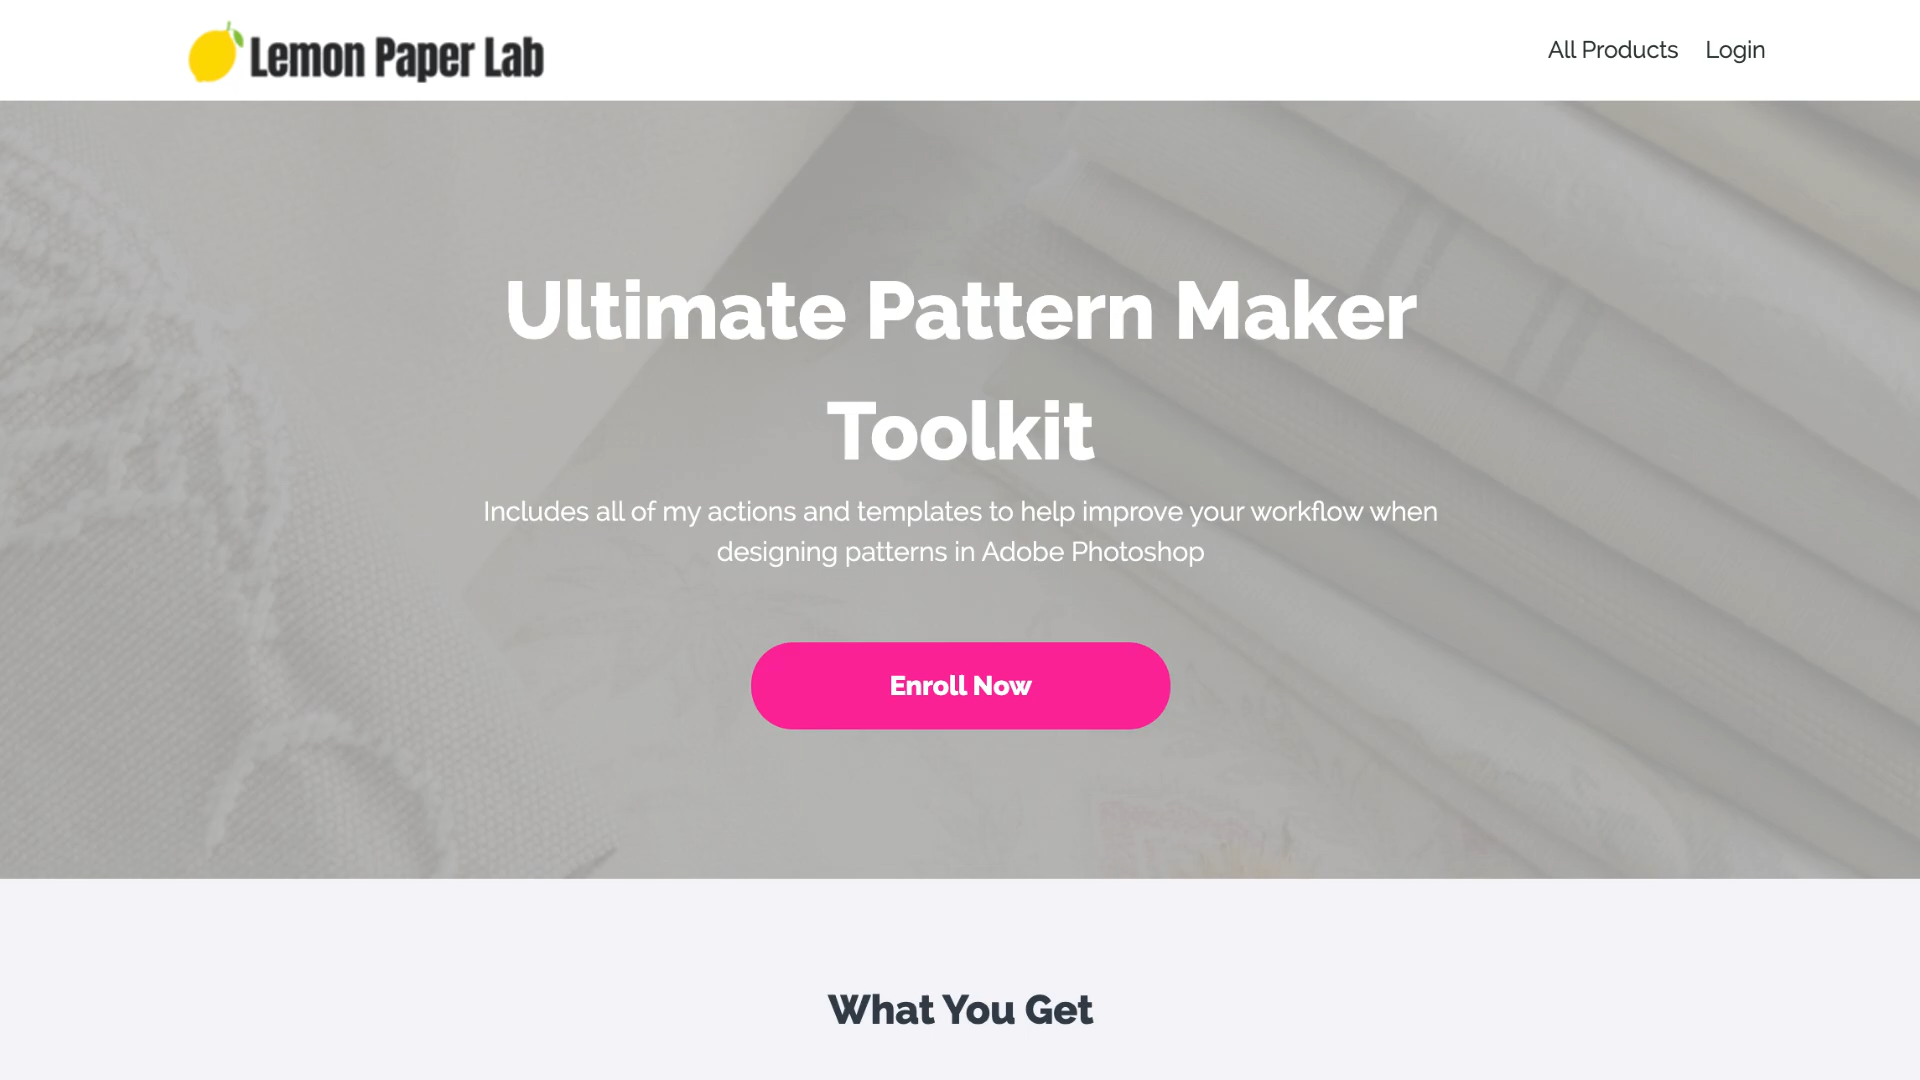 Lemon Paper Lab
All Products
Login
Ultimate Pattern Maker
Toolkit
Includes all of my actions and templates to help improve your workflow when
designing patterns in Adobe Photoshop
Enroll Now
What You Get